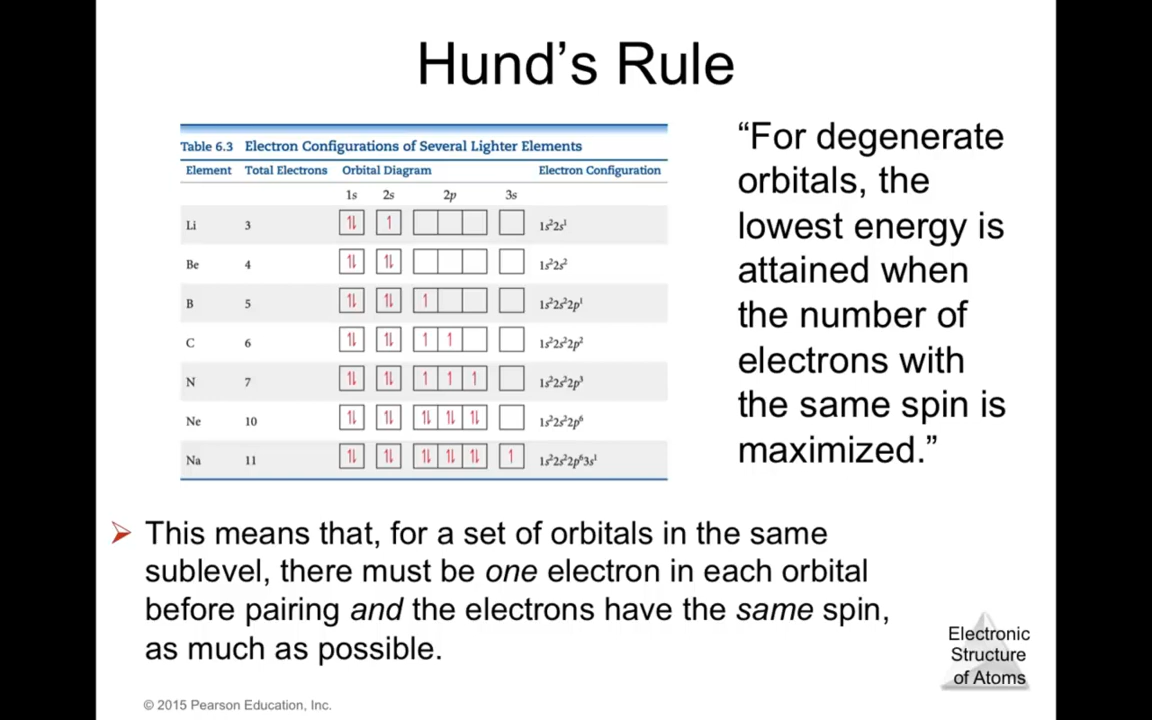 Hund’s Rule
Table 6.3 Electron Configurations of Several Lighter Elements
Element Total Electrons Orbital Diagram Electron Configuration
1s 2s 2p 3s
Li 3 ⥮ ↿ 1s²2s¹
Be 4 ⥮ ⥮ 1s²2s²
B 5 ⥮ ⥮ ↿ 1s²2s²2p¹
C 6 ⥮ ⥮ ↿ ↿ 1s²2s²2p²
N 7 ⥮ ⥮ ↿ ↿ ↿ 1s²2s²2p³
Ne 10 ⥮ ⥮ ⥮ ⥮ ⥮ 1s²2s²2p⁶
Na 11 ⥮ ⥮ ⥮ ⥮ ⥮ ↿ 1s²2s²2p⁶3s¹
“For degenerate
orbitals, the
lowest energy is
attained when
the number of
electrons with
the same spin is
maximized.”
➢ This means that, for a set of orbitals in the same
sublevel, there must be one electron in each orbital
before pairing and the electrons have the same spin,
as much as possible.
Electronic
Structure
of Atoms
© 2015 Pearson Education, Inc.